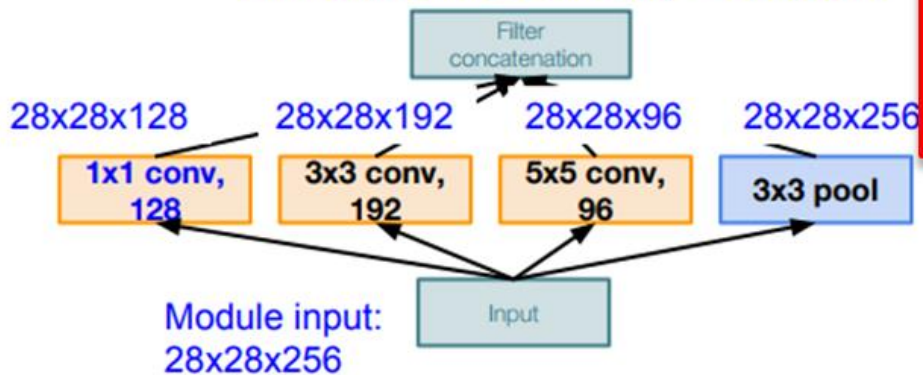 Filter
concatenation
28x28x128
28x28x192
28x28x96
28x28x256
1x1 conv,
128
3x3 conv,
192
5x5 conv,
96
3x3 pool
Input
Module input:
28x28x256